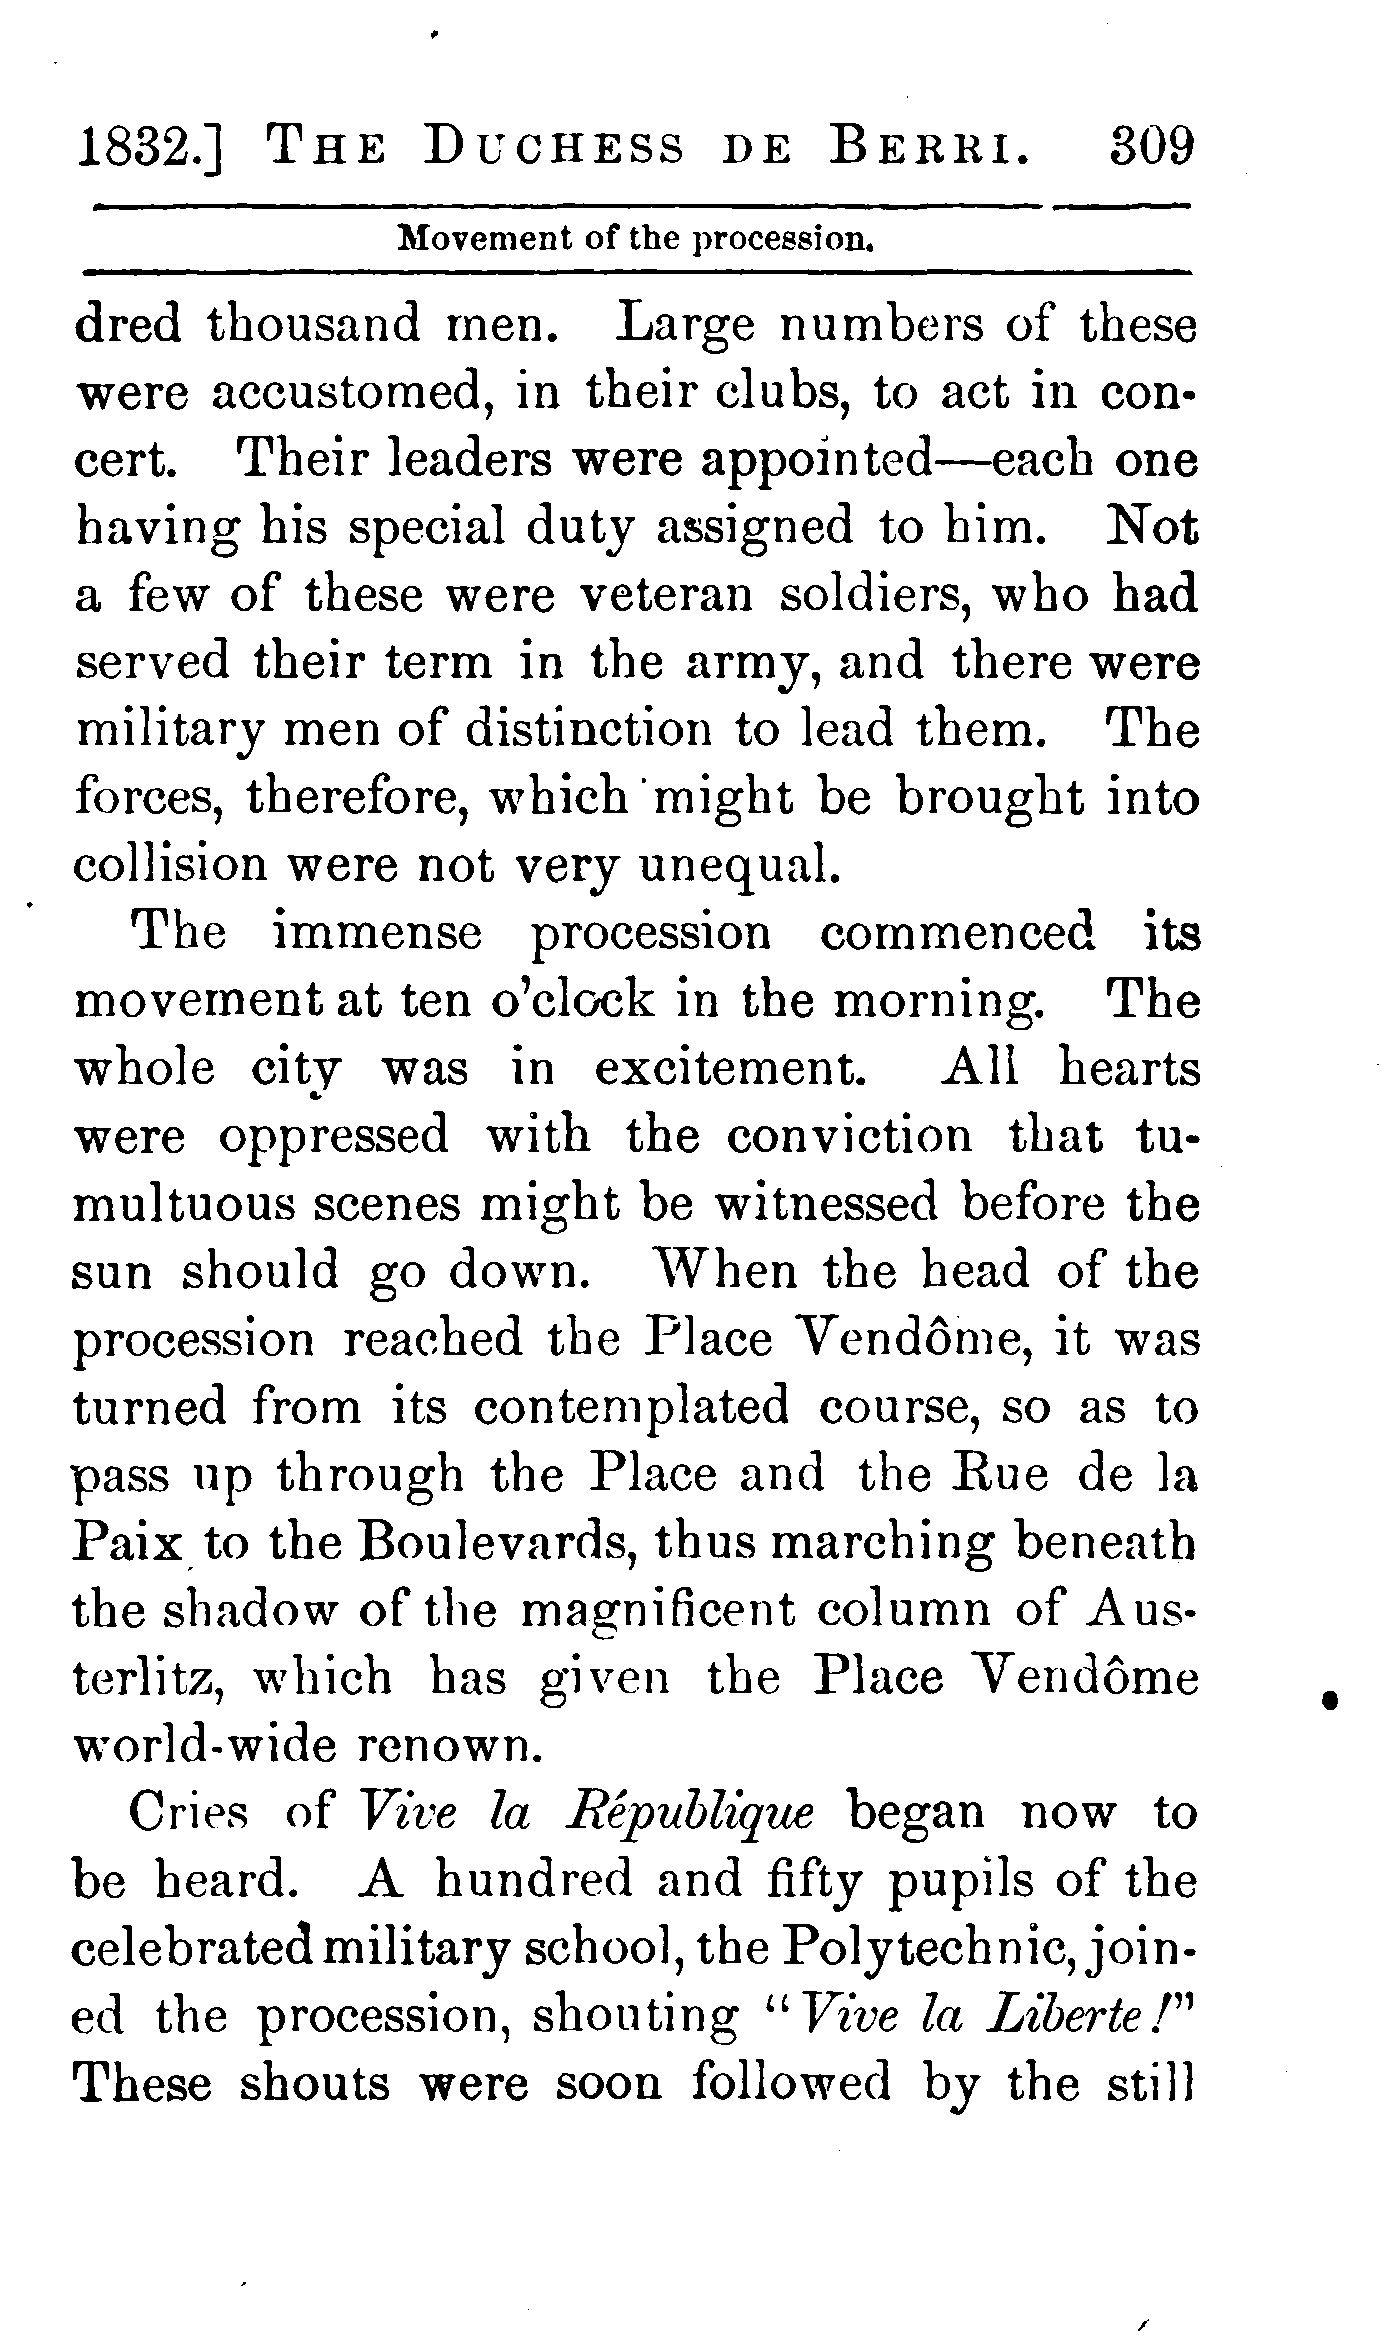 1832.] THE DUCHESS DE BERRI. 309
Movement of the procession.
dred thousand men. Large numbers of these
were accustomed, in their clubs, to act in con-
cert. Their leaders were appointed—each one
having his special duty assigned to him. Not
a few of these were veteran soldiers, who had
served their term in the army, and there were
military men of distinction to lead them. The
forces, therefore, which might be brought into
collision were not very unequal.
The immense procession commenced its
movement at ten o'clock in the morning. The
whole city was in excitement. All hearts
were oppressed with the conviction that tu-
multuous scenes might be witnessed before the
sun should go down. When the head of the
procession reached the Place Vendôme, it was
turned from its contemplated course, so as to
pass up through the Place and the Rue de la
Paix to the Boulevards, thus marching beneath
the shadow of the magnificent column of Aus-
terlitz, which has given the Place Vendôme
world-wide renown.
Cries of Vive la République began now to
be heard. A hundred and fifty pupils of the
celebrated military school, the Polytechnic, join-
ed the procession, shouting "Vive la Liberte!"
These shouts were soon followed by the still